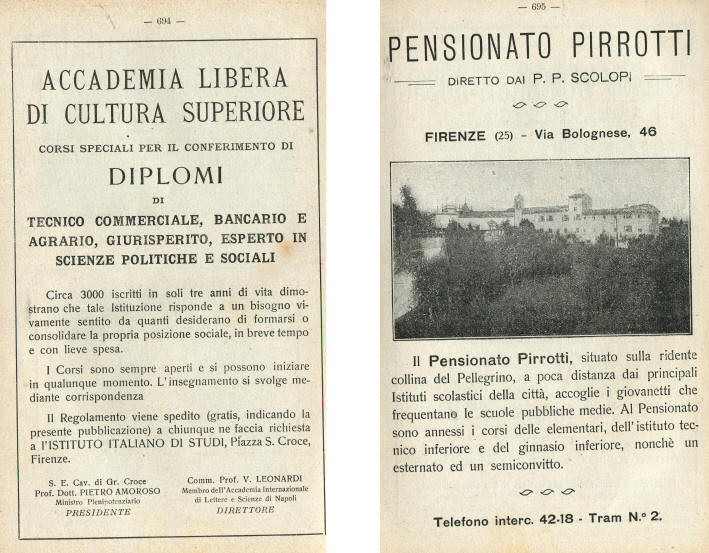 — 694 —
ACCADEMIA LIBERA
DI CULTURA SUPERIORE
CORSI SPECIALI PER IL CONFERIMENTO DI
DIPLOMI
DI
TECNICO COMMERCIALE, BANCARIO E
AGRARIO, GIURISPERITO, ESPERTO IN
SCIENZE POLITICHE E SOCIALI
Circa 3000 iscritti in soli tre anni di vita dimo-
strano che tale Istituzione risponde a un bisogno vi-
vamente sentito da quanti desiderano di formarsi o
consolidare la propria posizione sociale, in breve tempo
e con lieve spesa.
I Corsi sono sempre aperti e si possono iniziare
in qualunque momento. L'insegnamento si svolge me-
diante corrispondenza
Il Regolamento viene spedito (gratis, indicando la
presente pubblicazione) a chiunque ne faccia richiesta
a l'ISTITUTO ITALIANO DI STUDI, Piazza S. Croce,
Firenze.
S. E. Cav. di Gr. Croce
Prof. Dott. PIETRO AMOROSO
Ministro Plenipotenziario
PRESIDENTE
Comm. Prof. V. LEONARDI
Membro dell'Accademia Internazionale
di Lettere e Scienze di Napoli
DIRETTORE
— 695 —
PENSIONATO PIRROTTI
DIRETTO DAI P. P. SCOLOPI
FIRENZE (25) - Via Bolognese, 46
Il Pensionato Pirrotti, situato sulla ridente
collina del Pellegrino, a poca distanza dai principali
Istituti scolastici della città, accoglie i giovanetti che
frequentano le scuole pubbliche medie. Al Pensionato
sono annessi i corsi delle elementari, dell'istituto tec-
nico inferiore e del ginnasio inferiore, nonchè un
esternato ed un semiconvitto.
Telefono interc. 42-18 - Tram N.º 2.